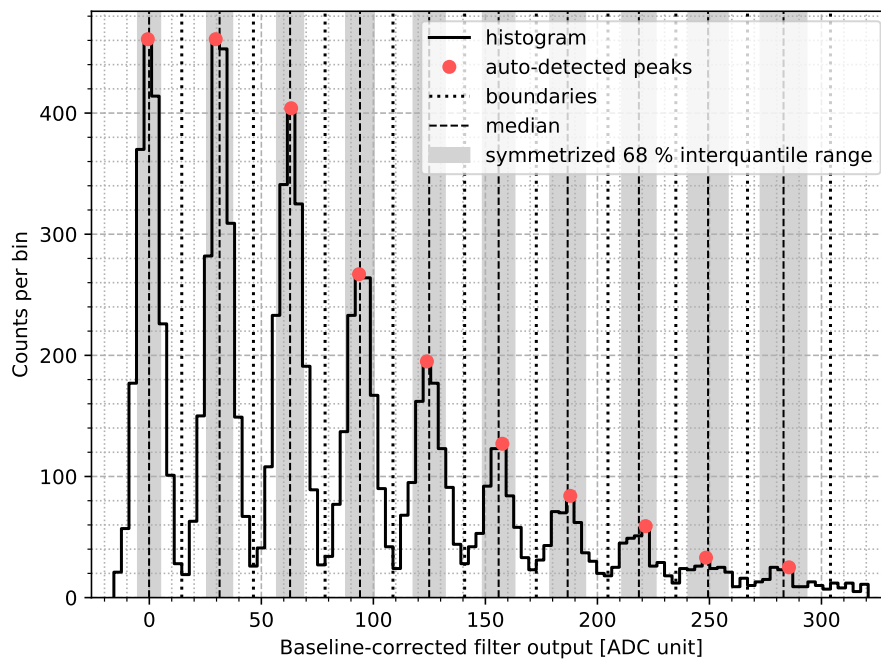 histogram
auto-detected peaks
boundaries
median
symmetrized 68 % interquantile range
Counts per bin
400
300
200
100
0
0 50 100 150 200 250 300
Baseline-corrected filter output [ADC unit]